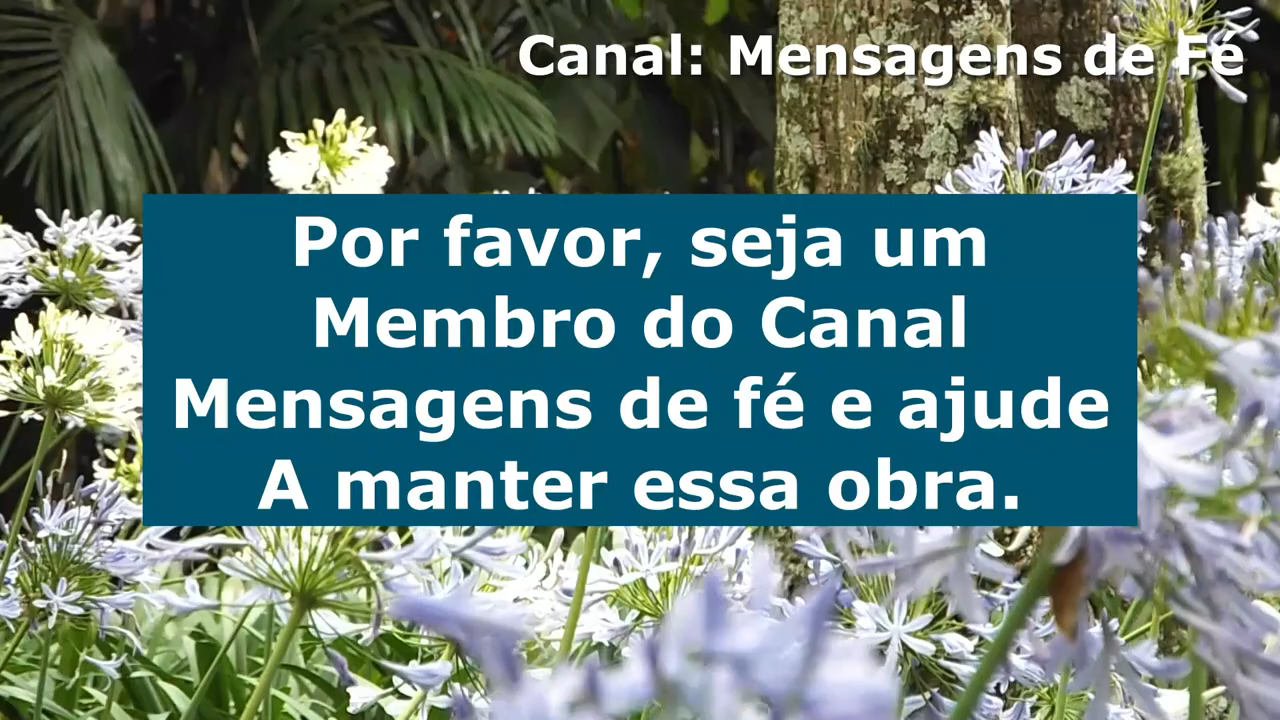 Canal: Mensagens de Fé
Por favor, seja um
Membro do Canal
Mensagens de fé e ajude
A manter essa obra.